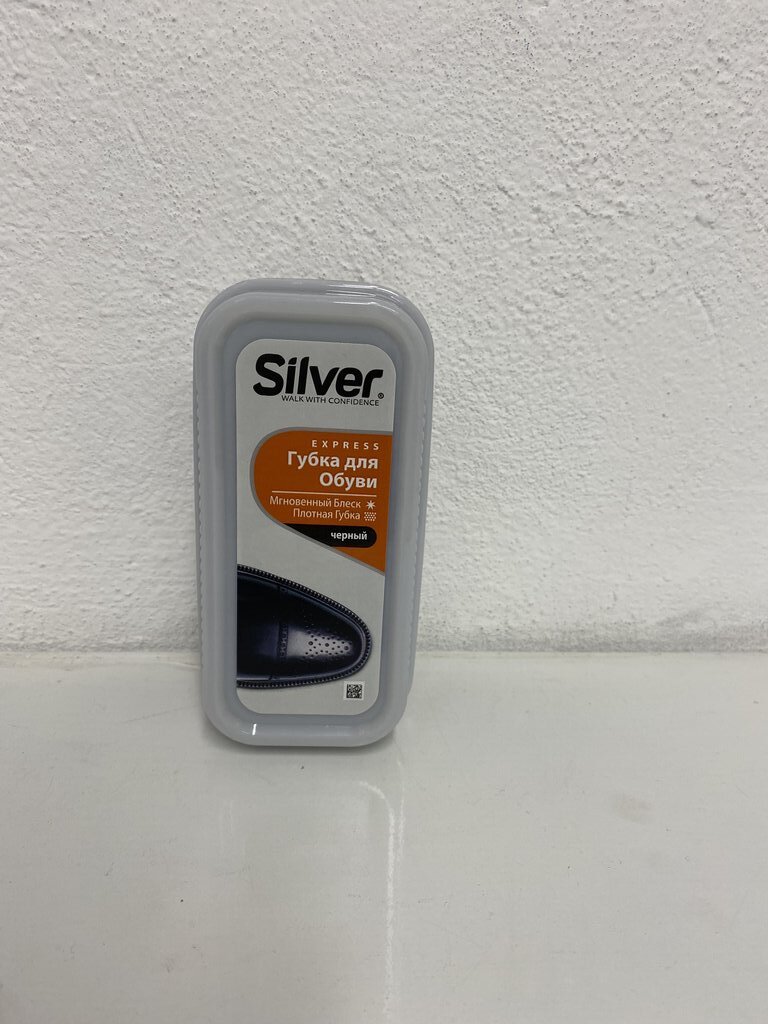 Silver®
WALK WITH CONFIDENCE
EXPRESS
Губка для
Обуви
Мгновенный Блеск
Плотная Губка
черный